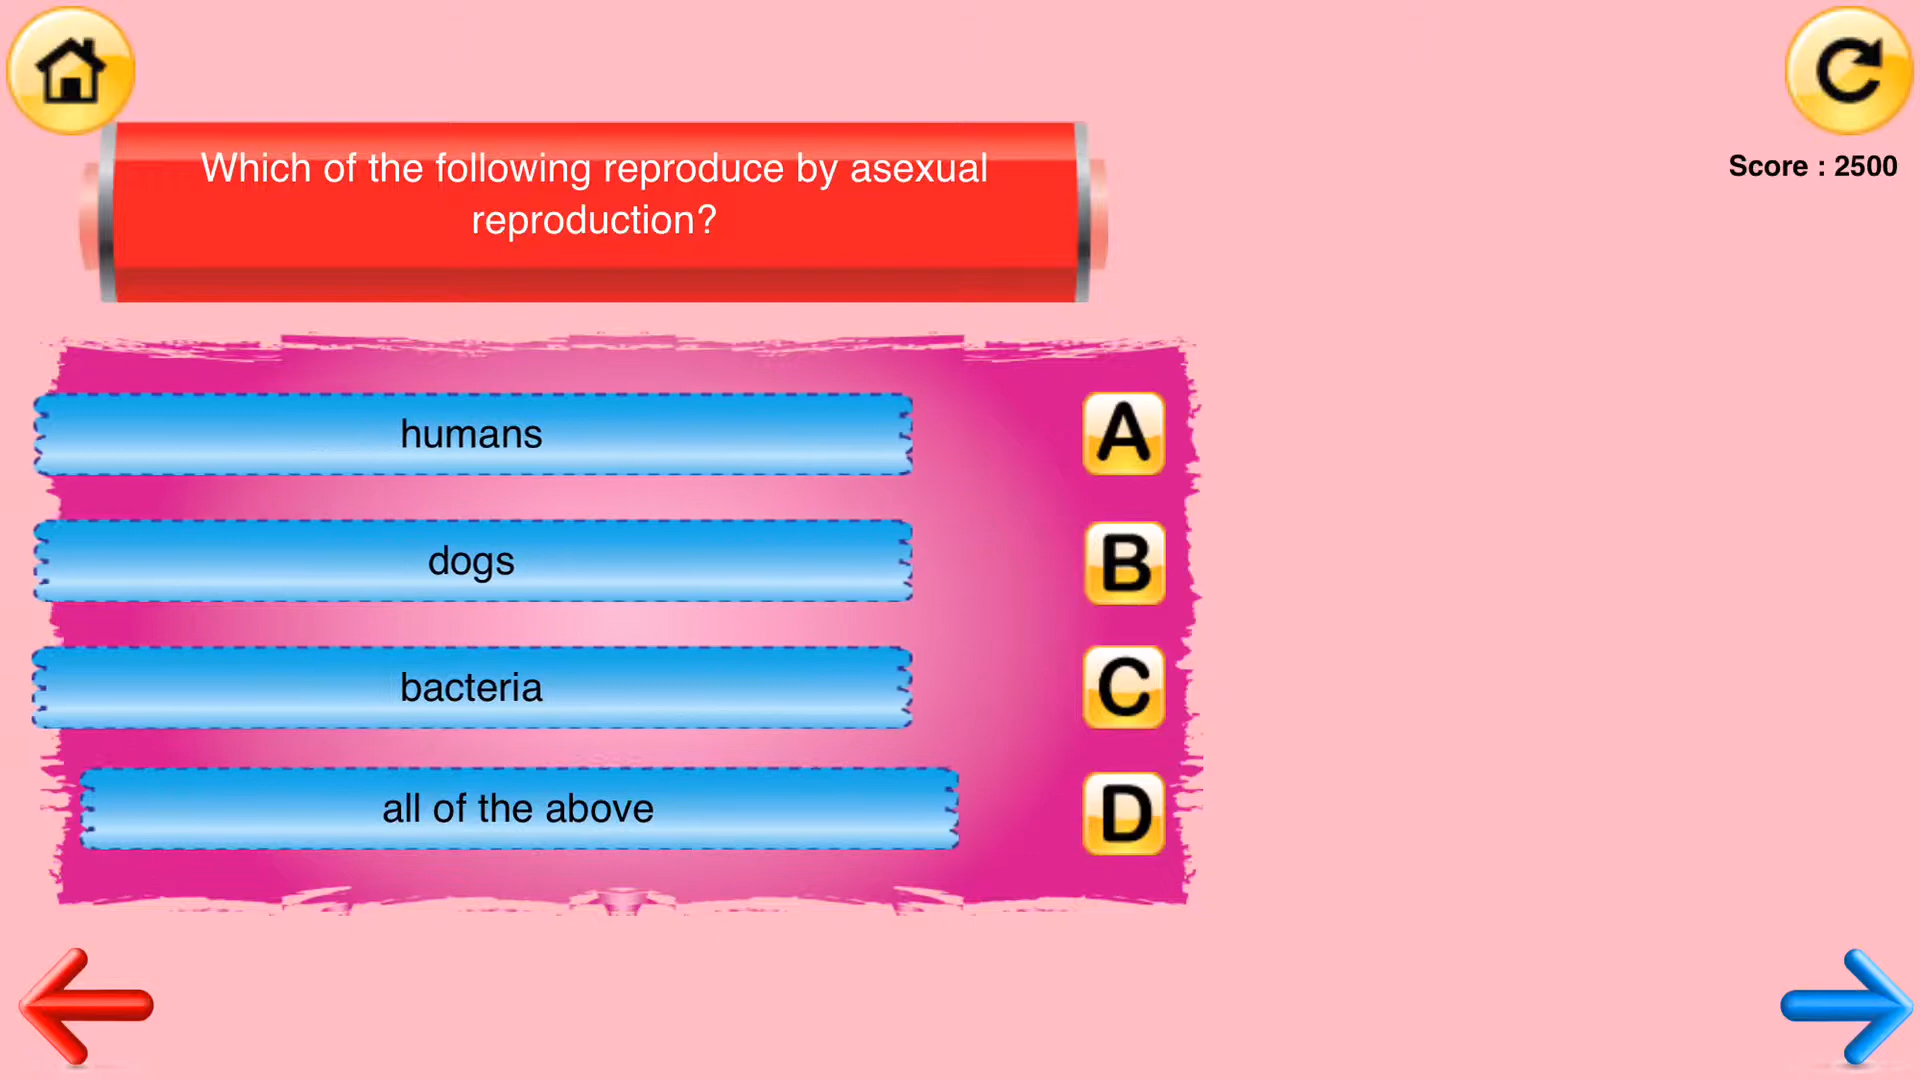 Which of the following reproduce by asexual
reproduction?
Score : 2500
humans
A
dogs
B
bacteria
C
all of the above
D